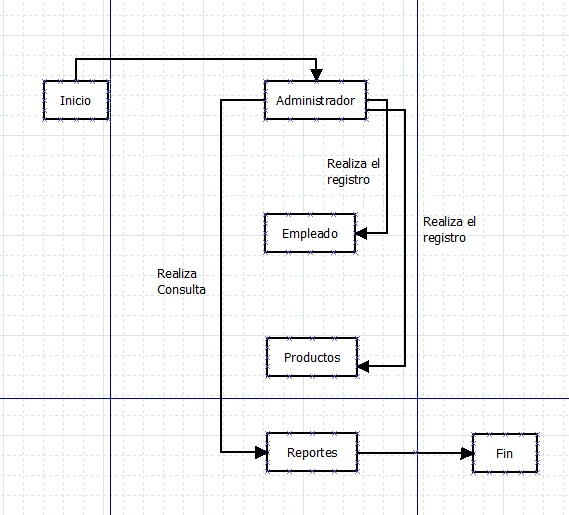 Inicio
Administrador
Realiza el
registro
Empleado
Realiza el
registro
Realiza
Consulta
Productos
Reportes
Fin